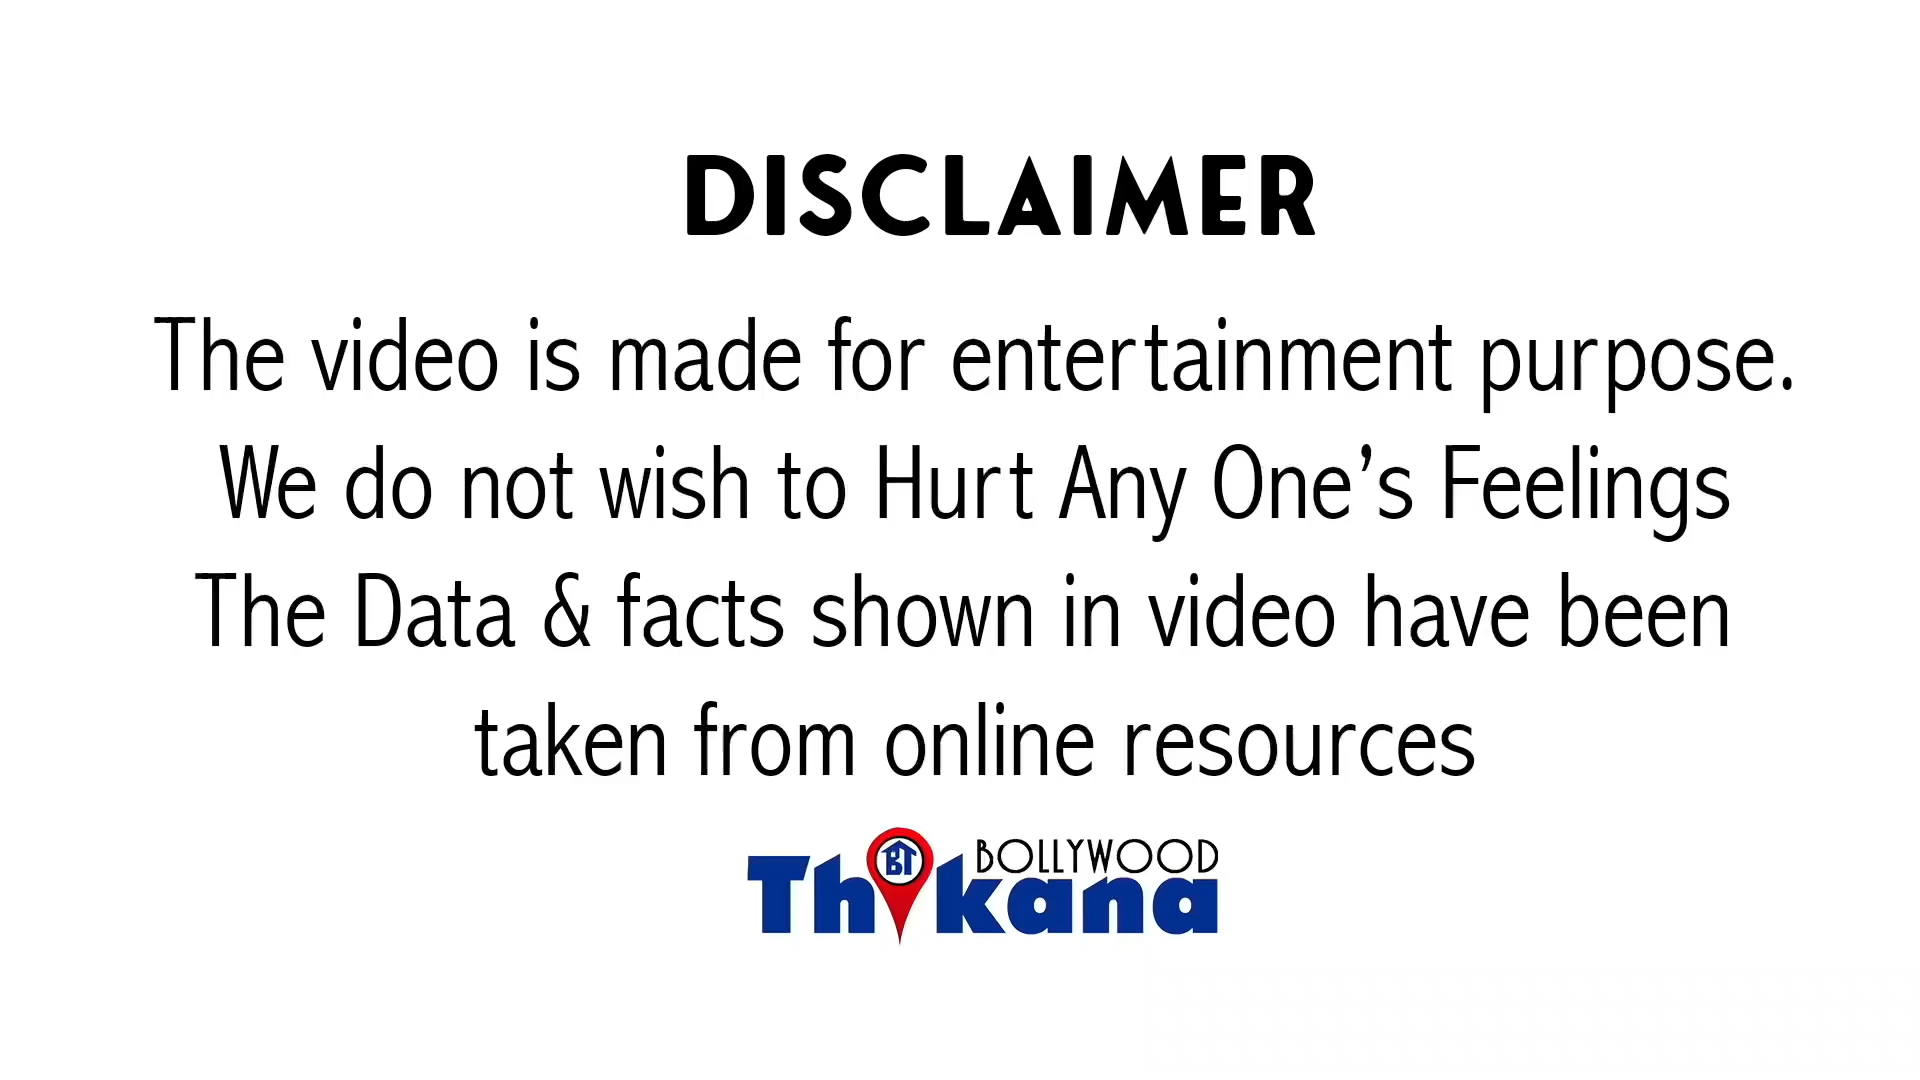 DISCLAIMER
The video is made for entertainment purpose.
We do not wish to Hurt Any One’s Feelings
The Data & facts shown in video have been
taken from online resources
BT
BOLLYWOOD
Thikana